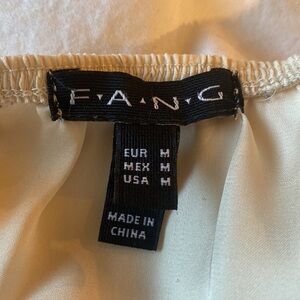 F·A·N·G
EUR M
MEX M
USA M
MADE IN
CHINA